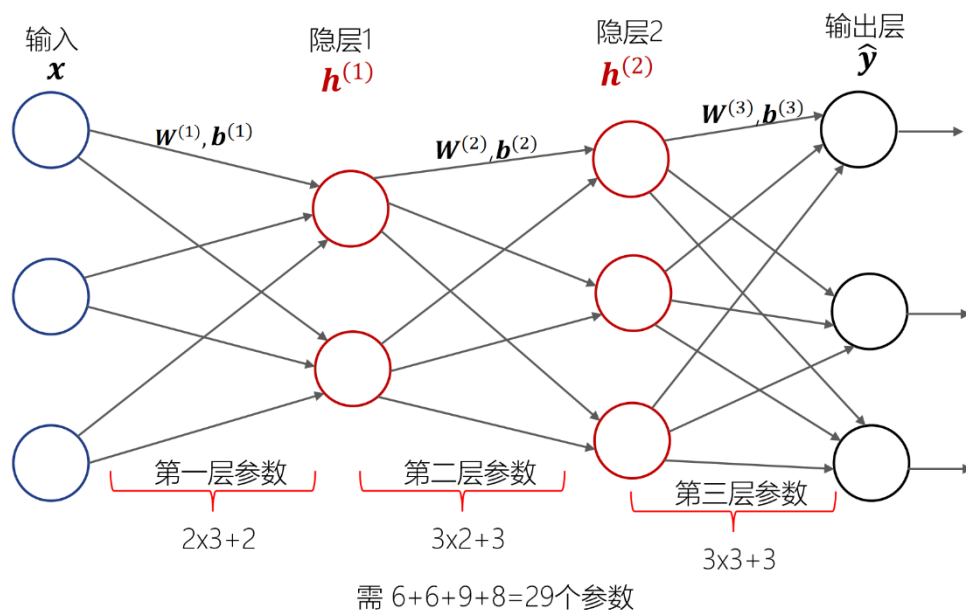 输入
x
隐层1
h⁽¹⁾
隐层2
h⁽²⁾
输出层
ŷ
W⁽¹⁾,b⁽¹⁾
W⁽²⁾,b⁽²⁾
W⁽³⁾,b⁽³⁾
第一层参数
第二层参数
第三层参数
2x3+2
3x2+3
3x3+3
需 6+6+9+8=29个参数